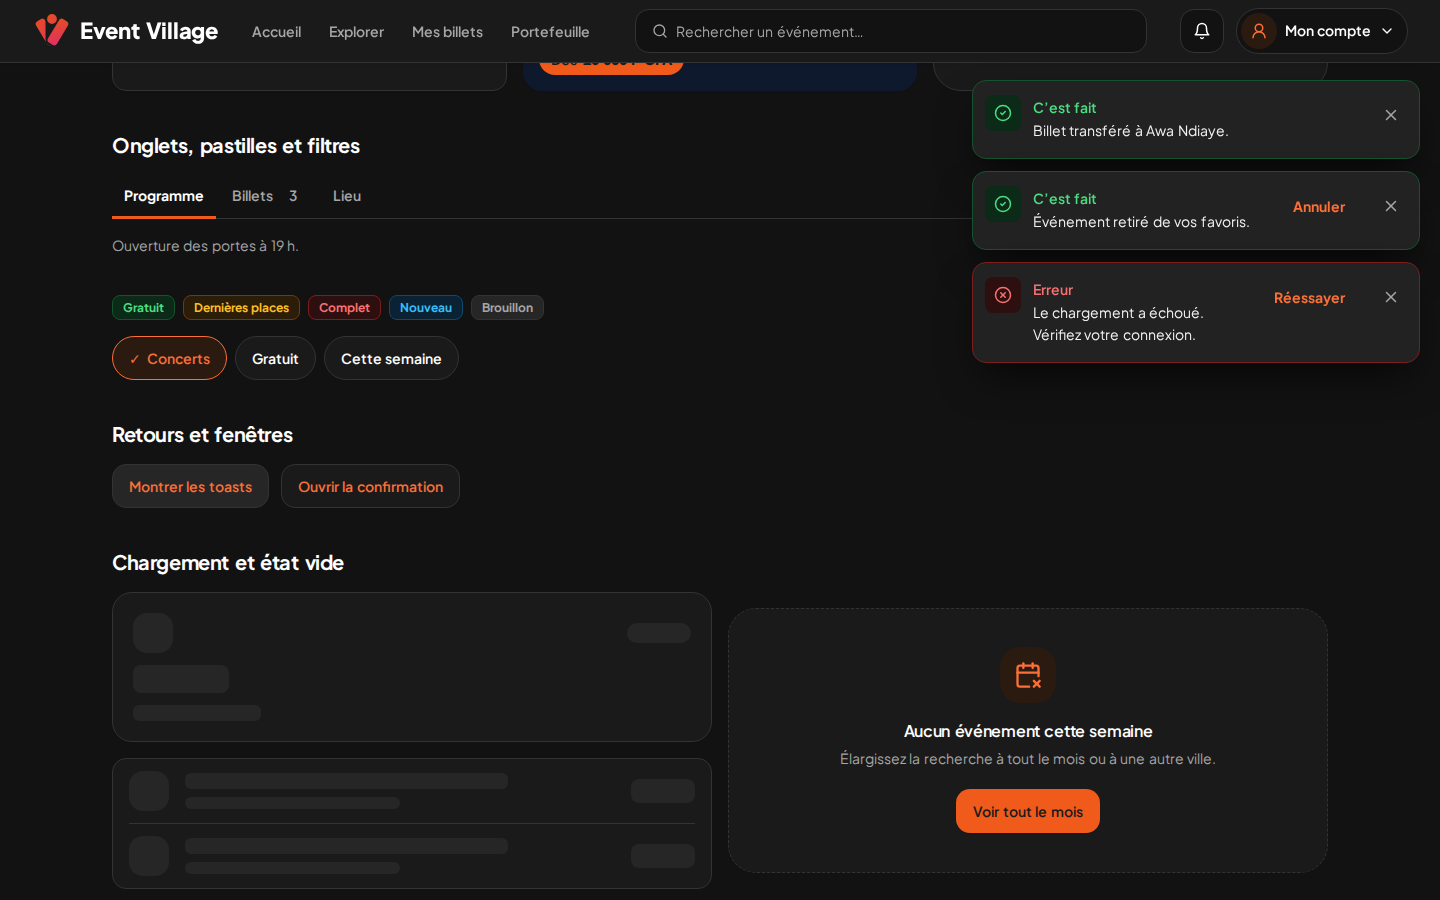 Event Village
Accueil
Explorer
Mes billets
Portefeuille
Rechercher un événement…
Mon compte
C'est fait
Billet transféré à Awa Ndiaye.
Onglets, pastilles et filtres
Programme
Billets 3
Lieu
C'est fait
Événement retiré de vos favoris.
Annuler
Ouverture des portes à 19 h.
Erreur
Le chargement a échoué.
Vérifiez votre connexion.
Réessayer
Gratuit
Dernières places
Complet
Nouveau
Brouillon
✓ Concerts
Gratuit
Cette semaine
Retours et fenêtres
Montrer les toasts
Ouvrir la confirmation
Chargement et état vide
Aucun événement cette semaine
Élargissez la recherche à tout le mois ou à une autre ville.
Voir tout le mois